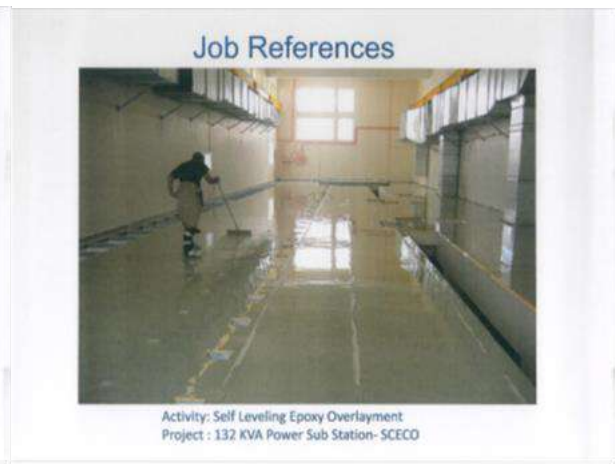 Job References
Activity: Self Leveling Epoxy Overlayment
Project : 132 KVA Power Sub Station- SCECO